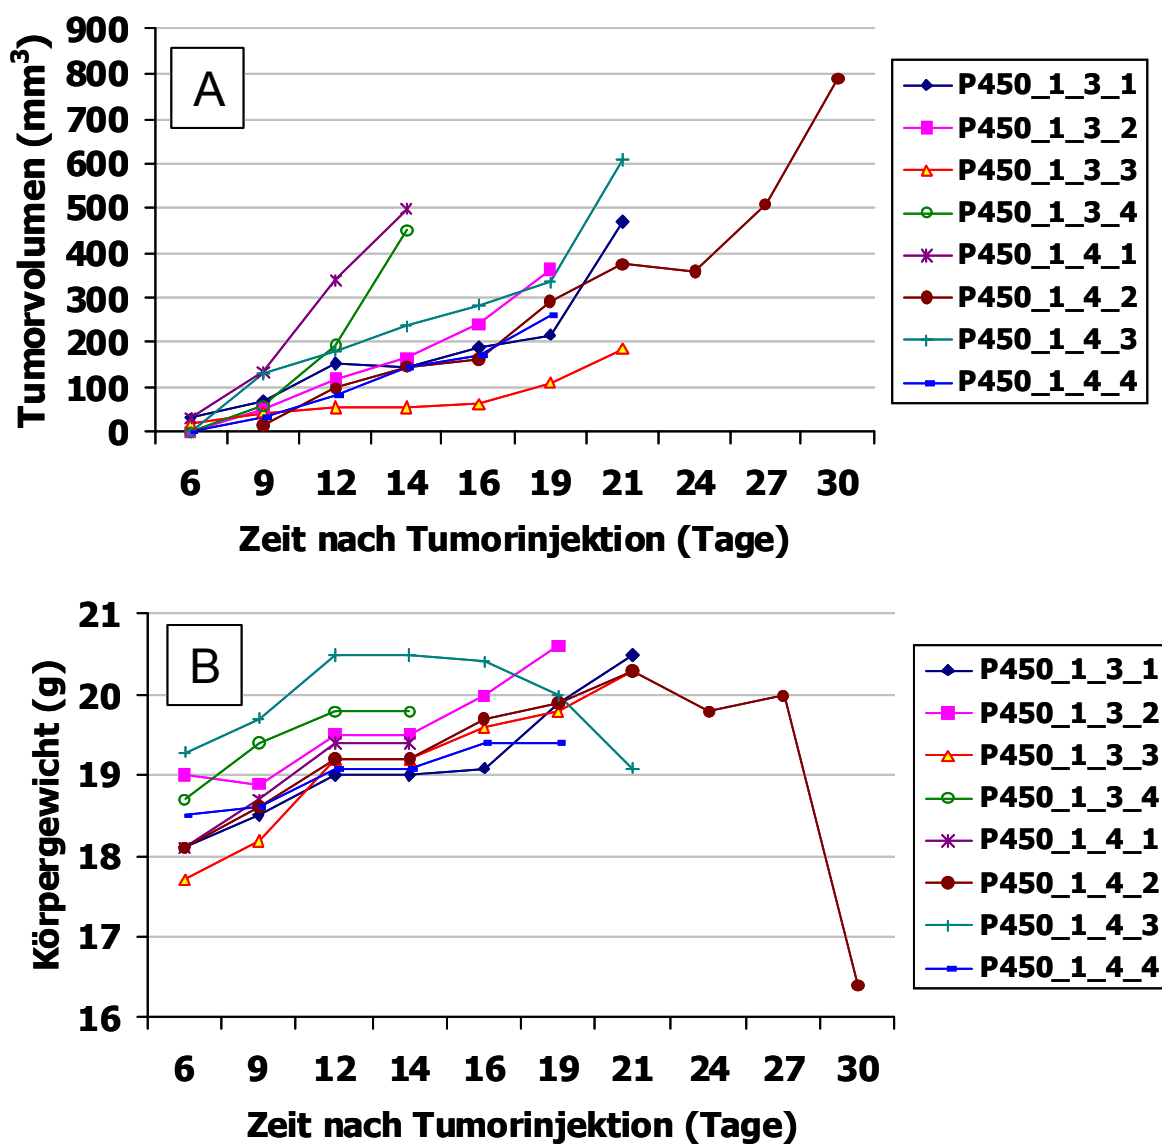 900
800
700
600
500
400
300
200
100
0
Tumorvolumen (mm³)
A
6 9 12 14 16 19 21 24 27 30
Zeit nach Tumorinjektion (Tage)
P450_1_3_1
P450_1_3_2
P450_1_3_3
P450_1_3_4
P450_1_4_1
P450_1_4_2
P450_1_4_3
P450_1_4_4
21
20
19
18
17
16
Körpergewicht (g)
B
6 9 12 14 16 19 21 24 27 30
Zeit nach Tumorinjektion (Tage)
P450_1_3_1
P450_1_3_2
P450_1_3_3
P450_1_3_4
P450_1_4_1
P450_1_4_2
P450_1_4_3
P450_1_4_4